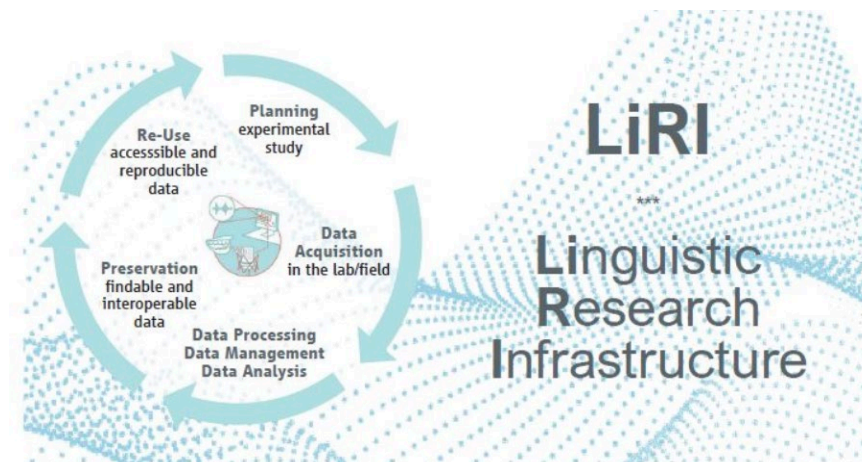 Planning
experimental
study
Data
Acquisition
in the lab/field
Data Processing
Data Management
Data Analysis
Preservation
findable and
interoperable
data
Re-Use
accesssible and
reproducible
data
LiRI
***
Linguistic
Research
Infrastructure